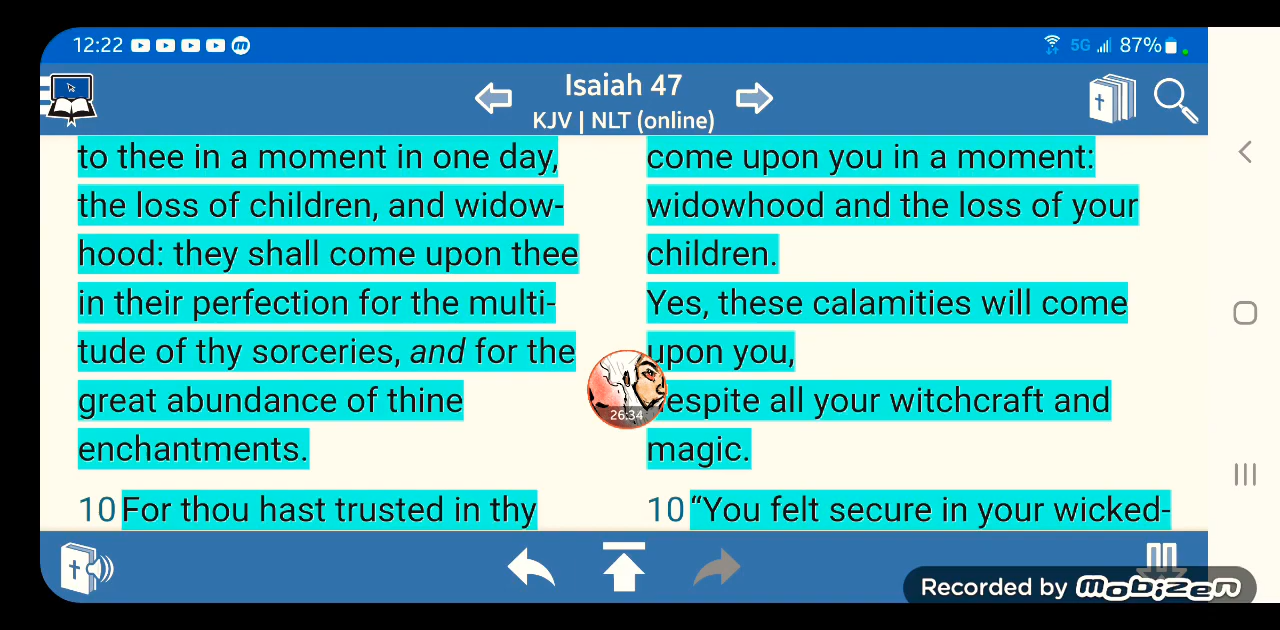 12:22
5G 87%
Isaiah 47
KJV | NLT (online)
to thee in a moment in one day,
the loss of children, and widow-
hood: they shall come upon thee
in their perfection for the multi-
tude of thy sorceries, and for the
great abundance of thine
enchantments.
10 For thou hast trusted in thy
come upon you in a moment:
widowhood and the loss of your
children.
Yes, these calamities will come
upon you,
espite all your witchcraft and
magic.
10 “You felt secure in your wicked-
26:34
Recorded by Mobizen